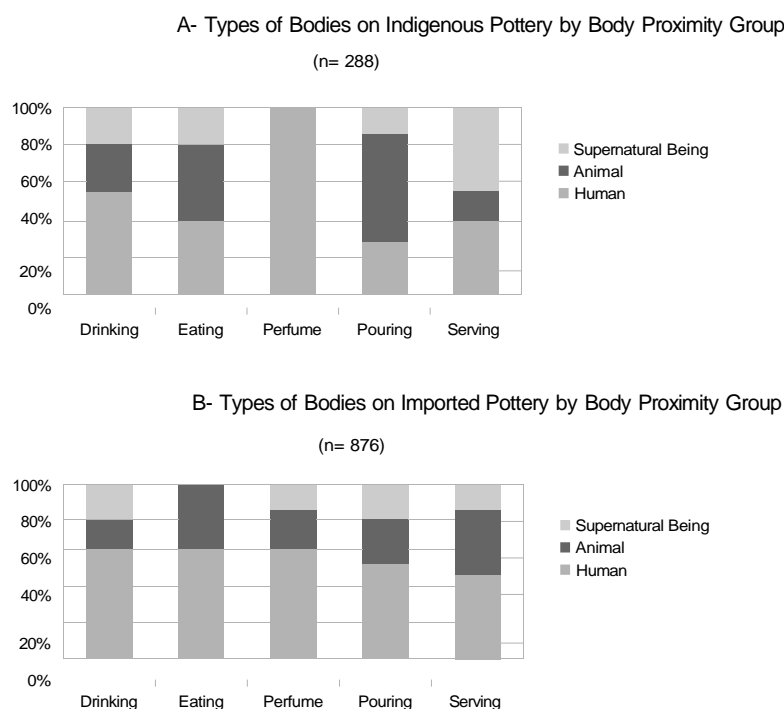 A- Types of Bodies on Indigenous Pottery by Body Proximity Group
(n= 288)
100%
80%
60%
40%
20%
0%
Supernatural Being
Animal
Human
Drinking Eating Perfume Pouring Serving
B- Types of Bodies on Imported Pottery by Body Proximity Group
(n= 876)
100%
80%
60%
40%
20%
0%
Supernatural Being
Animal
Human
Drinking Eating Perfume Pouring Serving